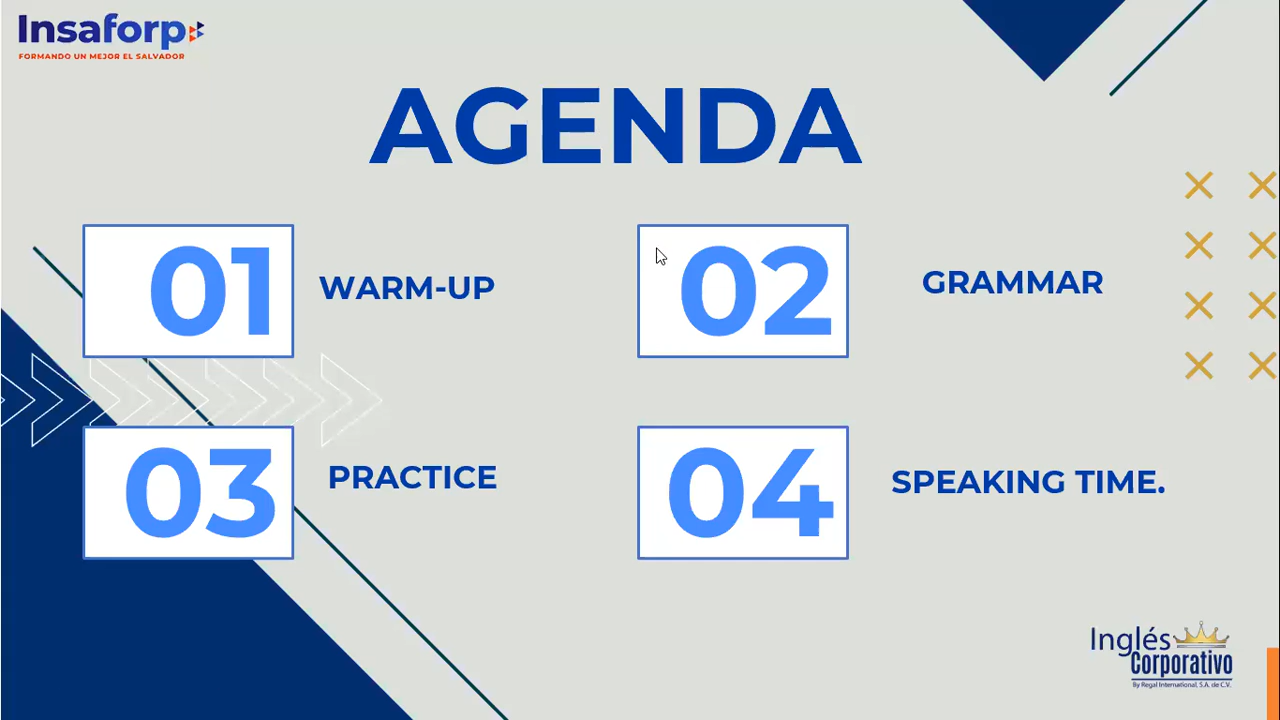 Insaforp
FORMANDO UN MEJOR EL SALVADOR
AGENDA
01
WARM-UP
02
GRAMMAR
03
PRACTICE
04
SPEAKING TIME.
Inglés
Corporativo
By Regal International, S.A. de C.V.